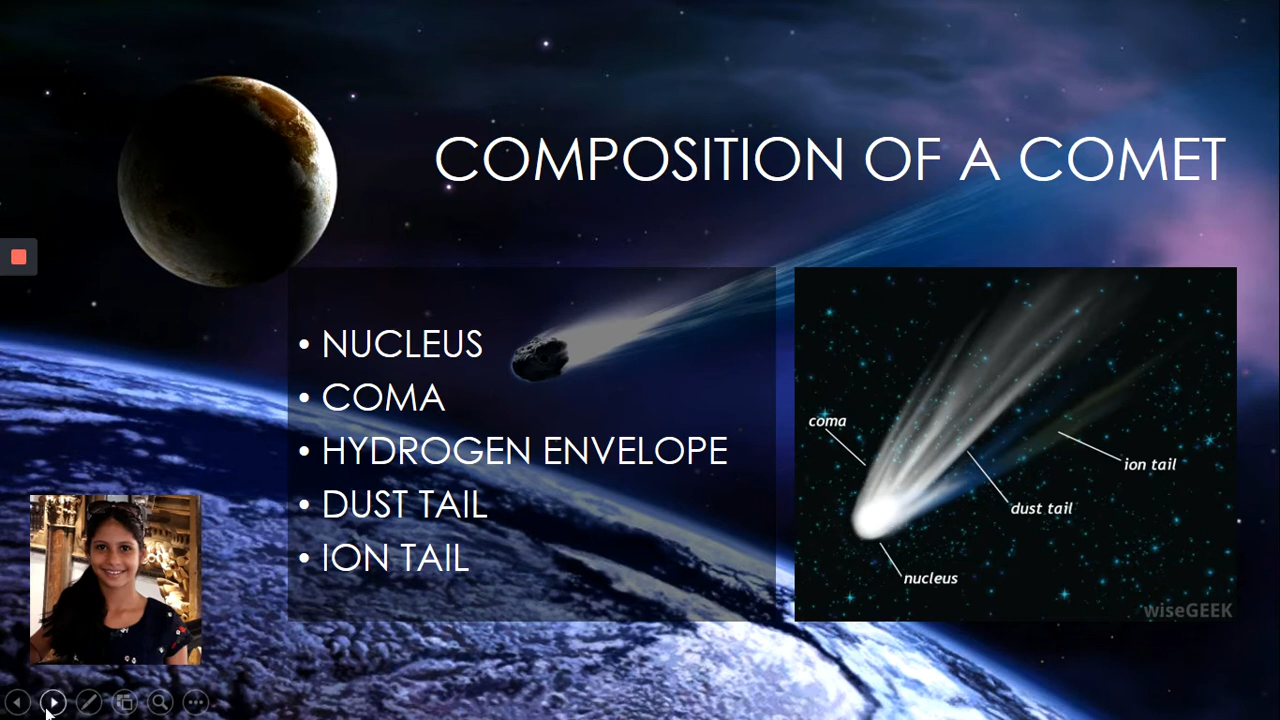 COMPOSITION OF A COMET
• NUCLEUS
• COMA
• HYDROGEN ENVELOPE
• DUST TAIL
• ION TAIL
coma
ion tail
dust tail
nucleus
wiseGEEK